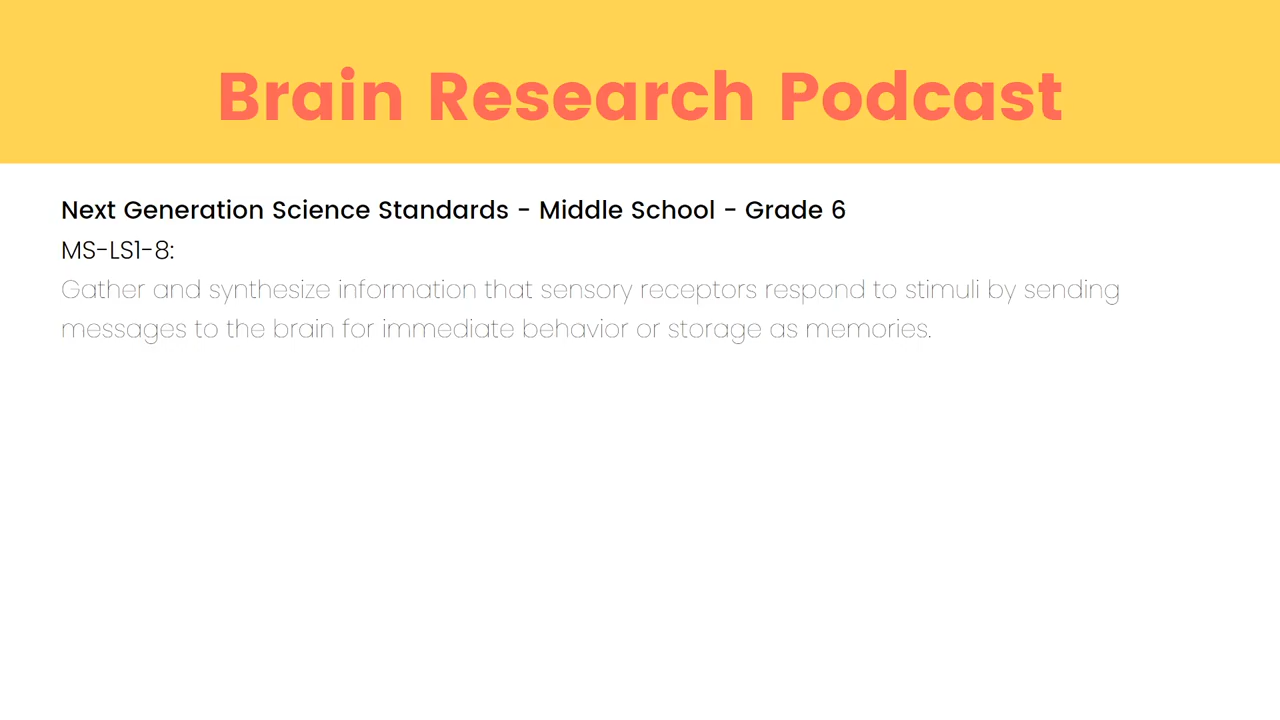 Brain Research Podcast
Next Generation Science Standards - Middle School - Grade 6
MS-LS1-8:
Gather and synthesize information that sensory receptors respond to stimuli by sending
messages to the brain for immediate behavior or storage as memories.